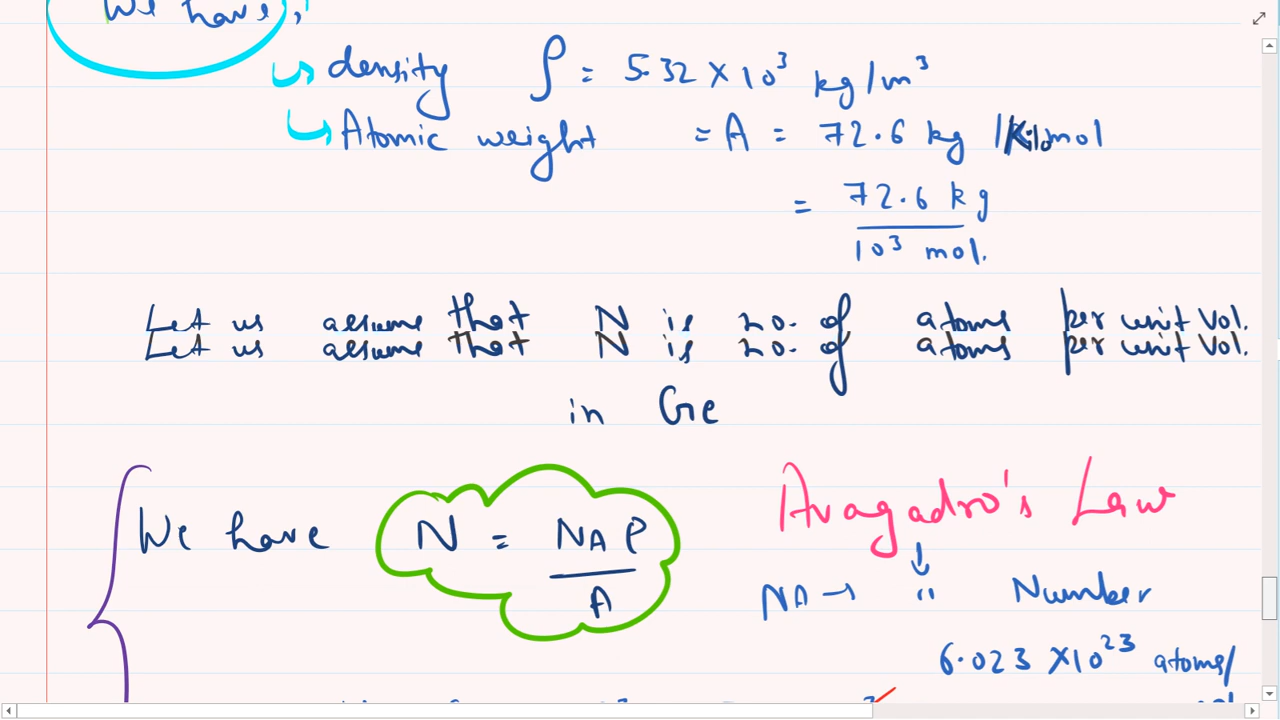 We have,
density ρ = 5.32 × 10³ kg/m³
Atomic weight = A = 72.6 kg/Kilomol
= 72.6 kg / 10³ mol.
Let us assume that N is no. of atoms per unit Vol.
Let us assume that N is no. of atoms per unit Vol.
in Ge
We have N = NAρ / A
Avagadro's Law
NA → " Number
6.023 × 10²³ atoms/